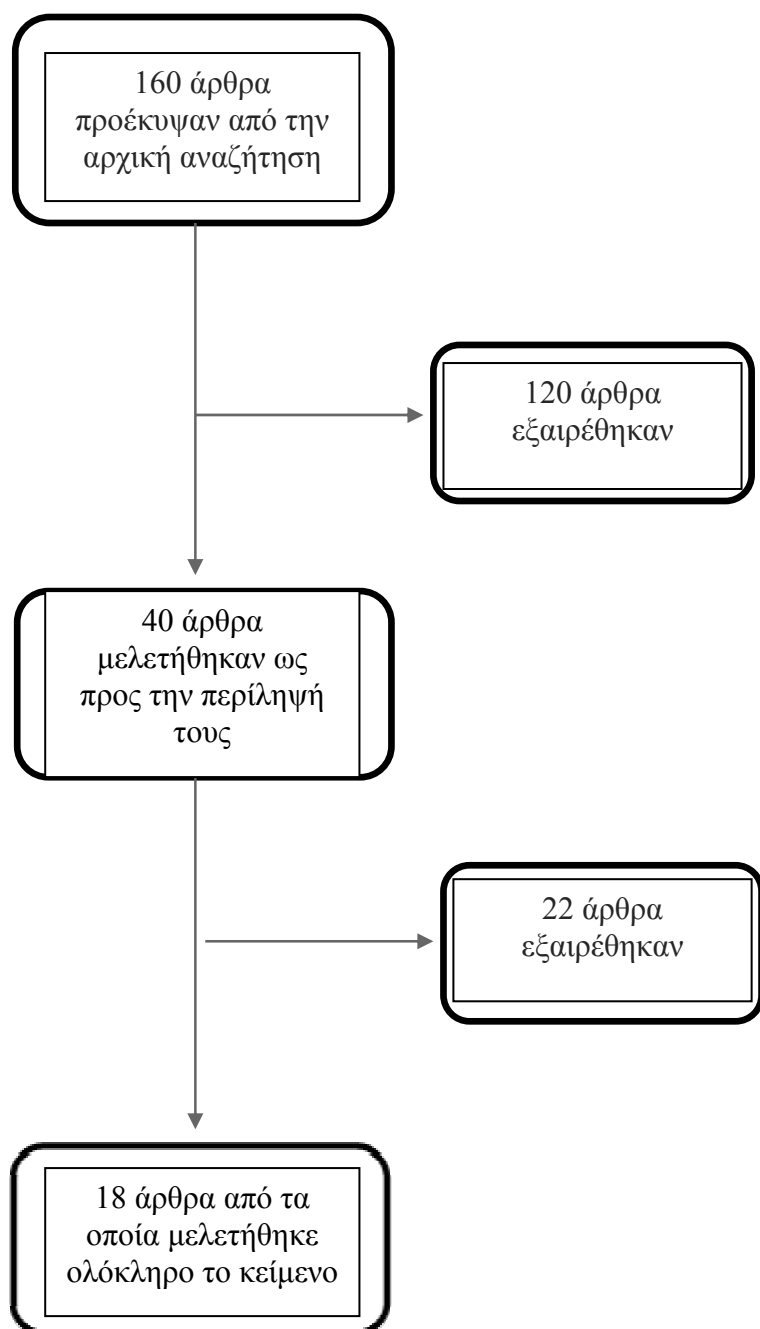 160 άρθρα
προέκυψαν από την
αρχική αναζήτηση
120 άρθρα
εξαιρέθηκαν
40 άρθρα
μελετήθηκαν ως
προς την περίληψή
τους
22 άρθρα
εξαιρέθηκαν
18 άρθρα από τα
οποία μελετήθηκε
ολόκληρο το κείμενο